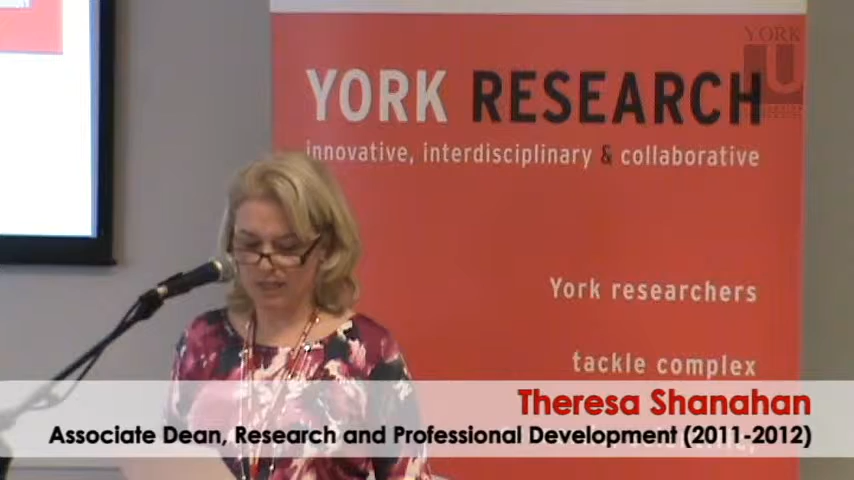 YORK
YORK RESEARCH
innovative, interdisciplinary & collaborative
York researchers
tackle complex
Theresa Shanahan
Associate Dean, Research and Professional Development (2011-2012)